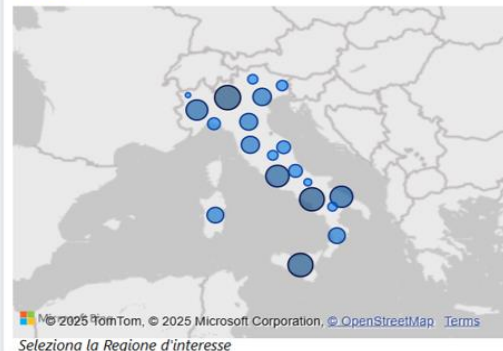 © 2025 TomTom, © 2025 Microsoft Corporation, © OpenStreetMap Terms
Seleziona la Regione d'interesse